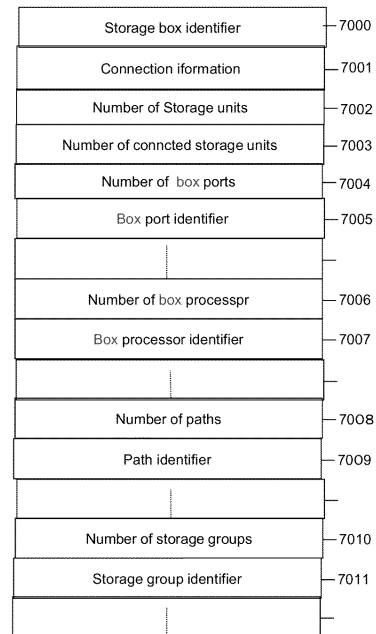 Storage box identifier 7000
Connection iformation 7001
Number of Storage units 7002
Number of conncted storage units 7003
Number of box ports 7004
Box port identifier 7005
Number of box processpr 7006
Box processor identifier 7007
Number of paths 7008
Path identifier 7009
Number of storage groups 7010
Storage group identifier 7011